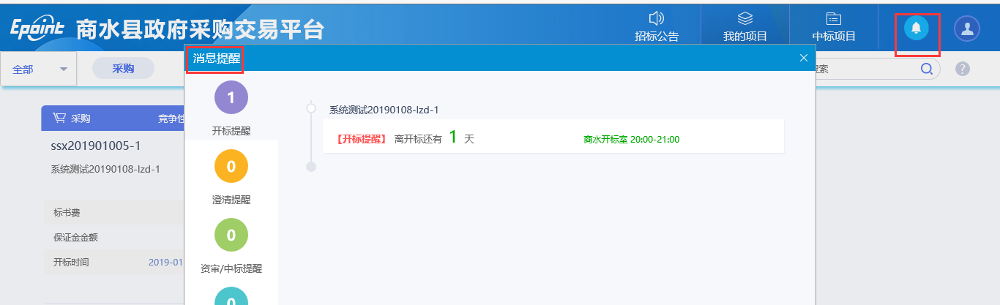 Epoint 商水县政府采购交易平台
招标公告
我的项目
中标项目
全部
采购
消息提醒
搜索
?
采购
竞争性
ssx201901005-1
系统测试20190108-lzd-1
标书费
保证金金额
开标时间
2019-01
1
开标提醒
0
澄清提醒
0
资审/中标提醒
0
系统测试20190108-lzd-1
【开标提醒】 离开标还有 1 天
商水开标室 20:00-21:00